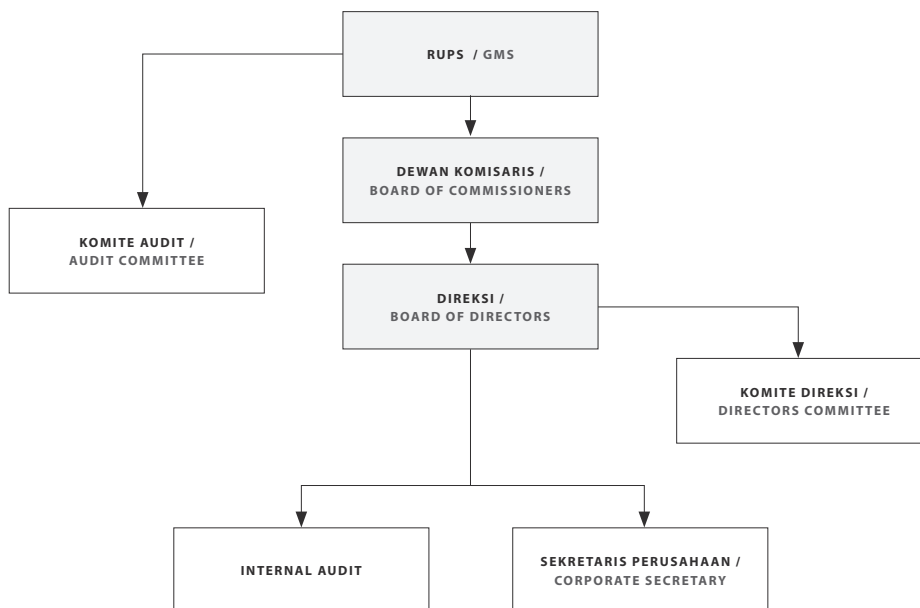 RUPS / GMS
DEWAN KOMISARIS /
BOARD OF COMMISSIONERS
KOMITE AUDIT /
AUDIT COMMITTEE
DIREKSI /
BOARD OF DIRECTORS
KOMITE DIREKSI /
DIRECTORS COMMITTEE
INTERNAL AUDIT
SEKRETARIS PERUSAHAAN /
CORPORATE SECRETARY